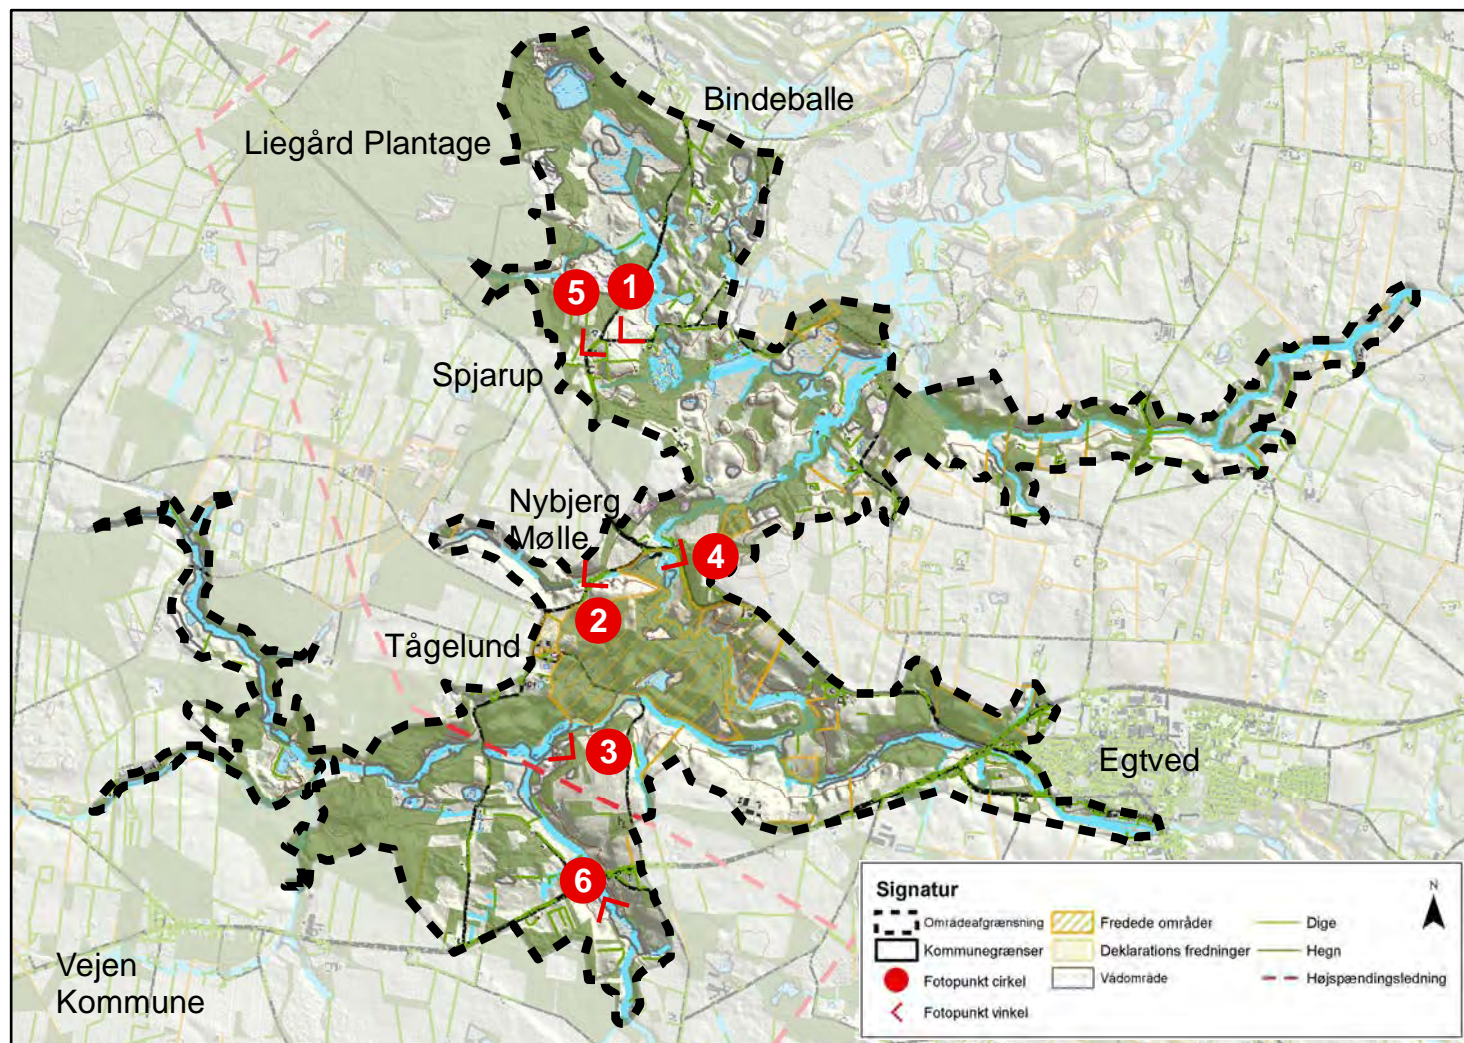 Bindeballe
Liegård Plantage
5
1
Spjarup
Nybjerg
Mølle
4
2
Tågelund
3
Egtved
6
Vejen
Kommune
Signatur
N
Områdeafgrænsning
Fredede områder
Dige
Kommunegrænser
Deklarations fredninger
Hegn
Fotopunkt cirkel
Vådområde
Højspændingsledning
Fotopunkt vinkel